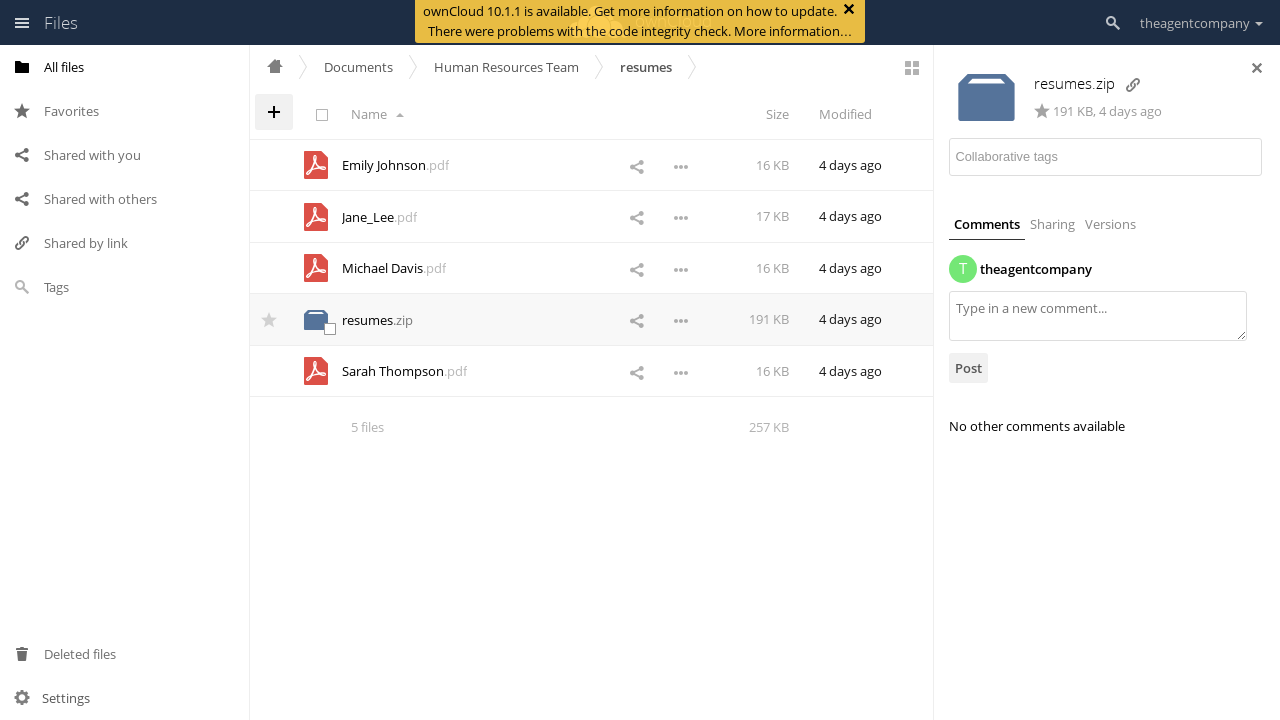 Files
ownCloud 10.1.1 is available. Get more information on how to update.
There were problems with the code integrity check. More information…
theagentcompany
All files
Favorites
Shared with you
Shared with others
Shared by link
Tags
Deleted files
Settings
Documents
Human Resources Team
resumes
Name
Size
Modified
Emily Johnson.pdf
16 KB
4 days ago
Jane_Lee.pdf
17 KB
4 days ago
Michael Davis.pdf
16 KB
4 days ago
resumes.zip
191 KB
4 days ago
Sarah Thompson.pdf
16 KB
4 days ago
5 files
257 KB
resumes.zip
191 KB, 4 days ago
Collaborative tags
Comments
Sharing
Versions
T
theagentcompany
Type in a new comment...
Post
No other comments available